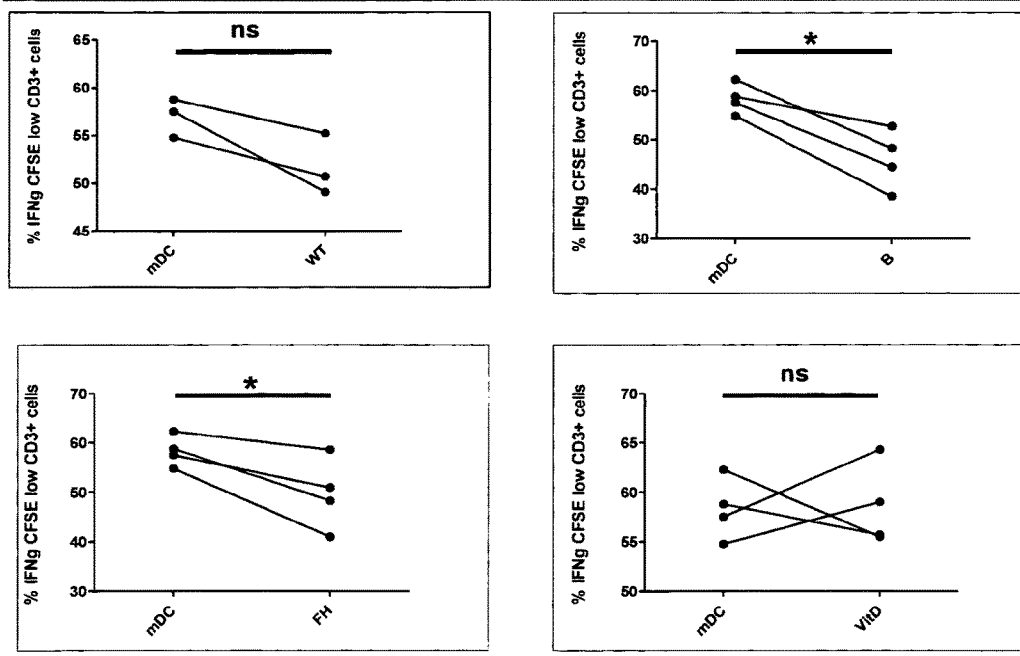 ns
% IFNg CFSE low CD3+ cells
65
60
55
50
45
mDC
WT
*
% IFNg CFSE low CD3+ cells
70
60
50
40
30
mDC
B
*
% IFNg CFSE low CD3+ cells
70
60
50
40
30
mDC
FH
ns
% IFNg CFSE low CD3+ cells
70
65
60
55
50
mDC
VitD